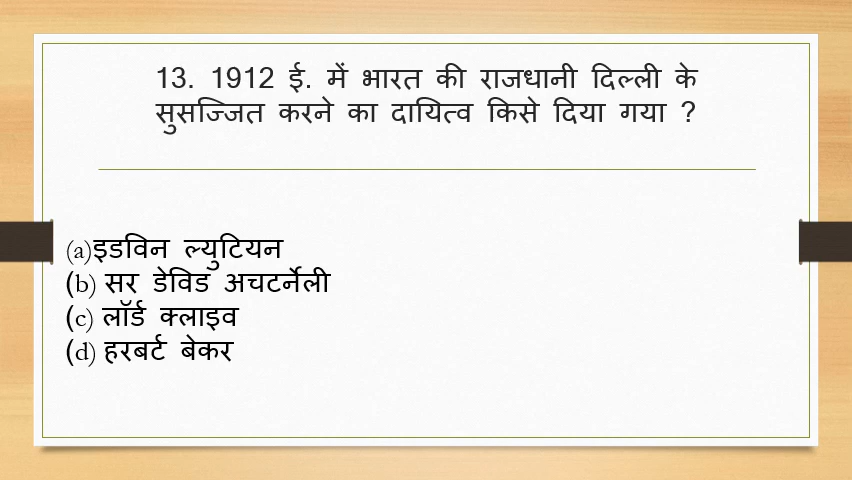 13. 1912 ई. में भारत की राजधानी दिल्ली के
सुसज्जित करने का दायित्व किसे दिया गया ?
(a)इडविन ल्युटियन
(b) सर डेविड अचटर्नेली
(c) लॉर्ड क्लाइव
(d) हरबर्ट बेकर